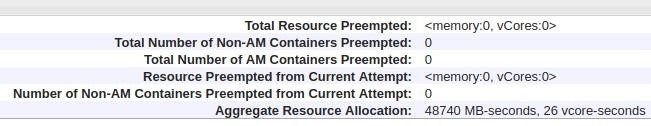 Total Resource Preempted: <memory:0, vCores:0>
Total Number of Non-AM Containers Preempted: 0
Total Number of AM Containers Preempted: 0
Resource Preempted from Current Attempt: <memory:0, vCores:0>
Number of Non-AM Containers Preempted from Current Attempt: 0
Aggregate Resource Allocation: 48740 MB-seconds, 26 vcore-seconds